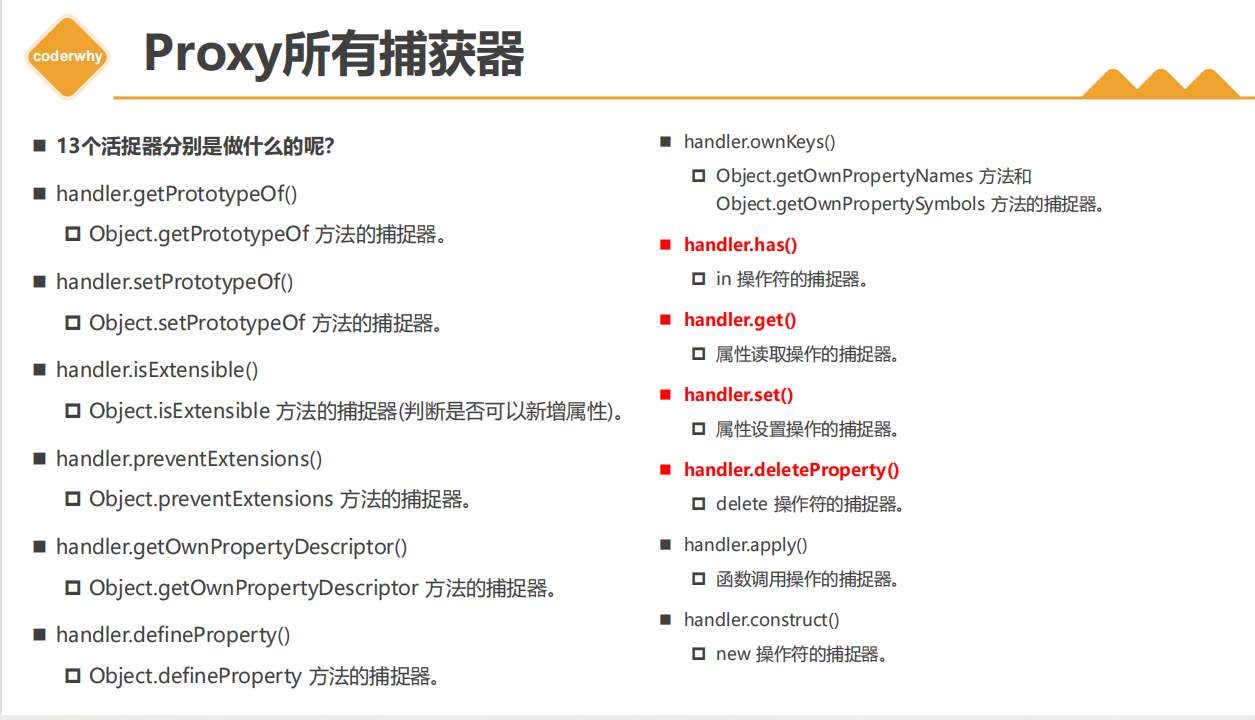 coderwhy
Proxy所有捕获器
13个活捉器分别是做什么的呢?
handler.getPrototypeOf()
Object.getPrototypeOf 方法的捕捉器。
handler.setPrototypeOf()
Object.setPrototypeOf 方法的捕捉器。
handler.isExtensible()
Object.isExtensible 方法的捕捉器(判断是否可以新增属性)。
handler.preventExtensions()
Object.preventExtensions 方法的捕捉器。
handler.getOwnPropertyDescriptor()
Object.getOwnPropertyDescriptor 方法的捕捉器。
handler.defineProperty()
Object.defineProperty 方法的捕捉器。
handler.ownKeys()
Object.getOwnPropertyNames 方法和
Object.getOwnPropertySymbols 方法的捕捉器。
handler.has()
in 操作符的捕捉器。
handler.get()
属性读取操作的捕捉器。
handler.set()
属性设置操作的捕捉器。
handler.deleteProperty()
delete 操作符的捕捉器。
handler.apply()
函数调用操作的捕捉器。
handler.construct()
new 操作符的捕捉器。